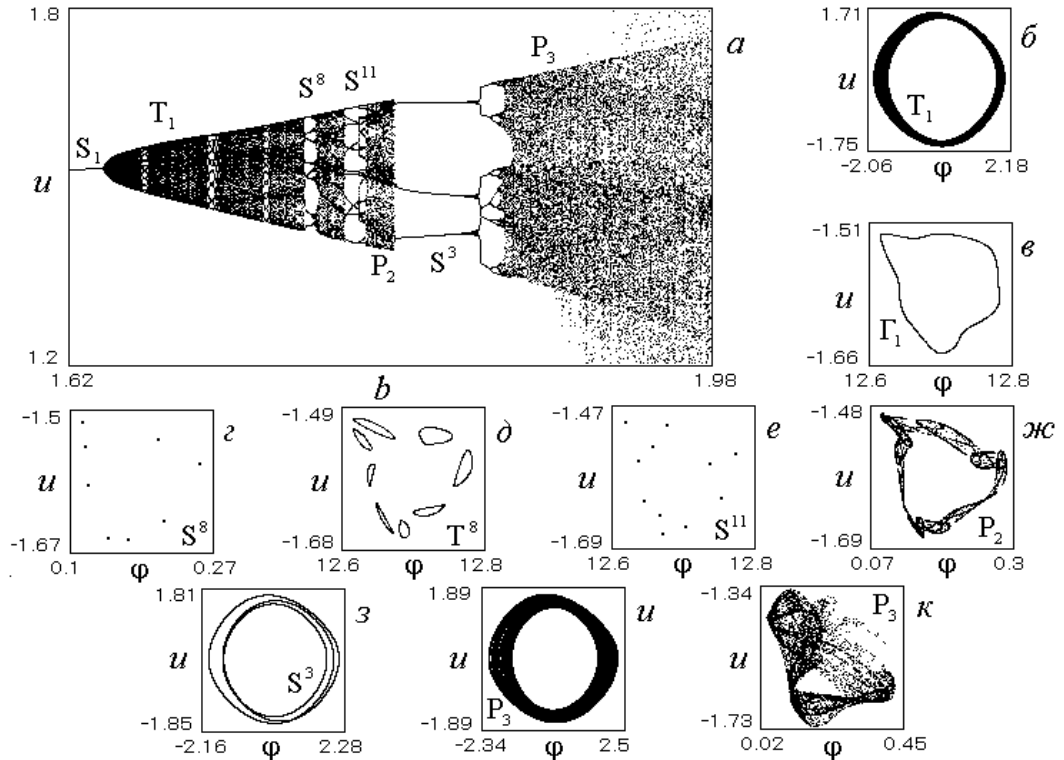 1.8
а
P₃
S⁸
S¹¹
T₁
S₁
u
P₂
S³
1.2
1.62
b
1.98
1.71
б
u
T₁
-1.75
-2.06
φ
2.18
-1.51
в
u
Γ₁
-1.66
12.6
φ
12.8
-1.5
г
u
S⁸
-1.67
0.1
φ
0.27
-1.49
д
u
T⁸
-1.68
12.6
φ
12.8
-1.47
е
u
S¹¹
-1.69
12.6
φ
12.8
-1.48
ж
u
P₂
-1.69
0.07
φ
0.3
1.81
з
u
S³
-1.85
-2.16
φ
2.28
1.89
и
u
P₃
-1.89
-2.34
φ
2.5
-1.34
P₃
к
u
-1.73
0.02
φ
0.45